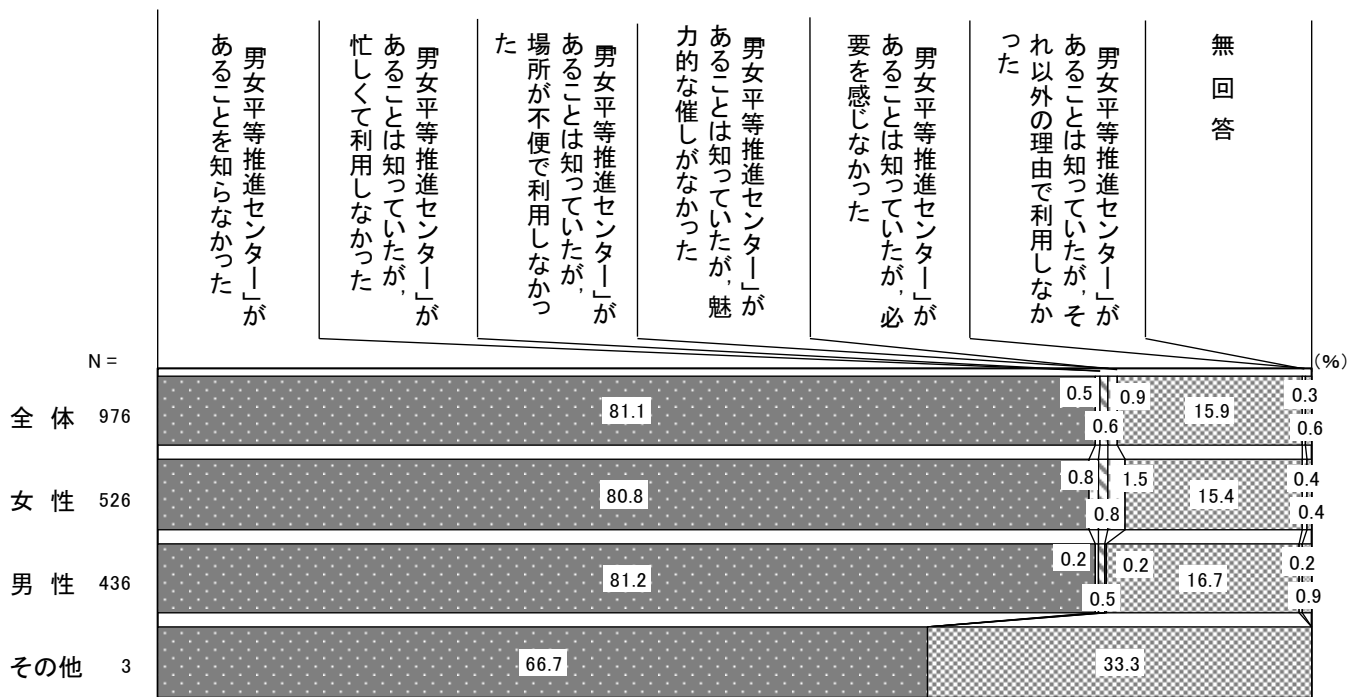 「男女平等推進センター」が
あることを知らなかった
「男女平等推進センター」が
あることは知っていたが,
忙しくて利用しなかった
「男女平等推進センター」が
あることは知っていたが,
場所が不便で利用しなかっ
た
「男女平等推進センター」が
あることは知っていたが, 魅
力的な催しがなかった
「男女平等推進センター」が
あることは知っていたが, 必
要を感じなかった
「男女平等推進センター」が
あることは知っていたが, そ
れ以外の理由で利用しなか
った
無回答
N =
(%)
全体 976 81.1 0.5 0.6 0.9 15.9 0.3 0.6
女性 526 80.8 0.8 0.8 1.5 15.4 0.4 0.4
男性 436 81.2 0.2 0.5 0.2 16.7 0.2 0.9
その他 3 66.7 33.3